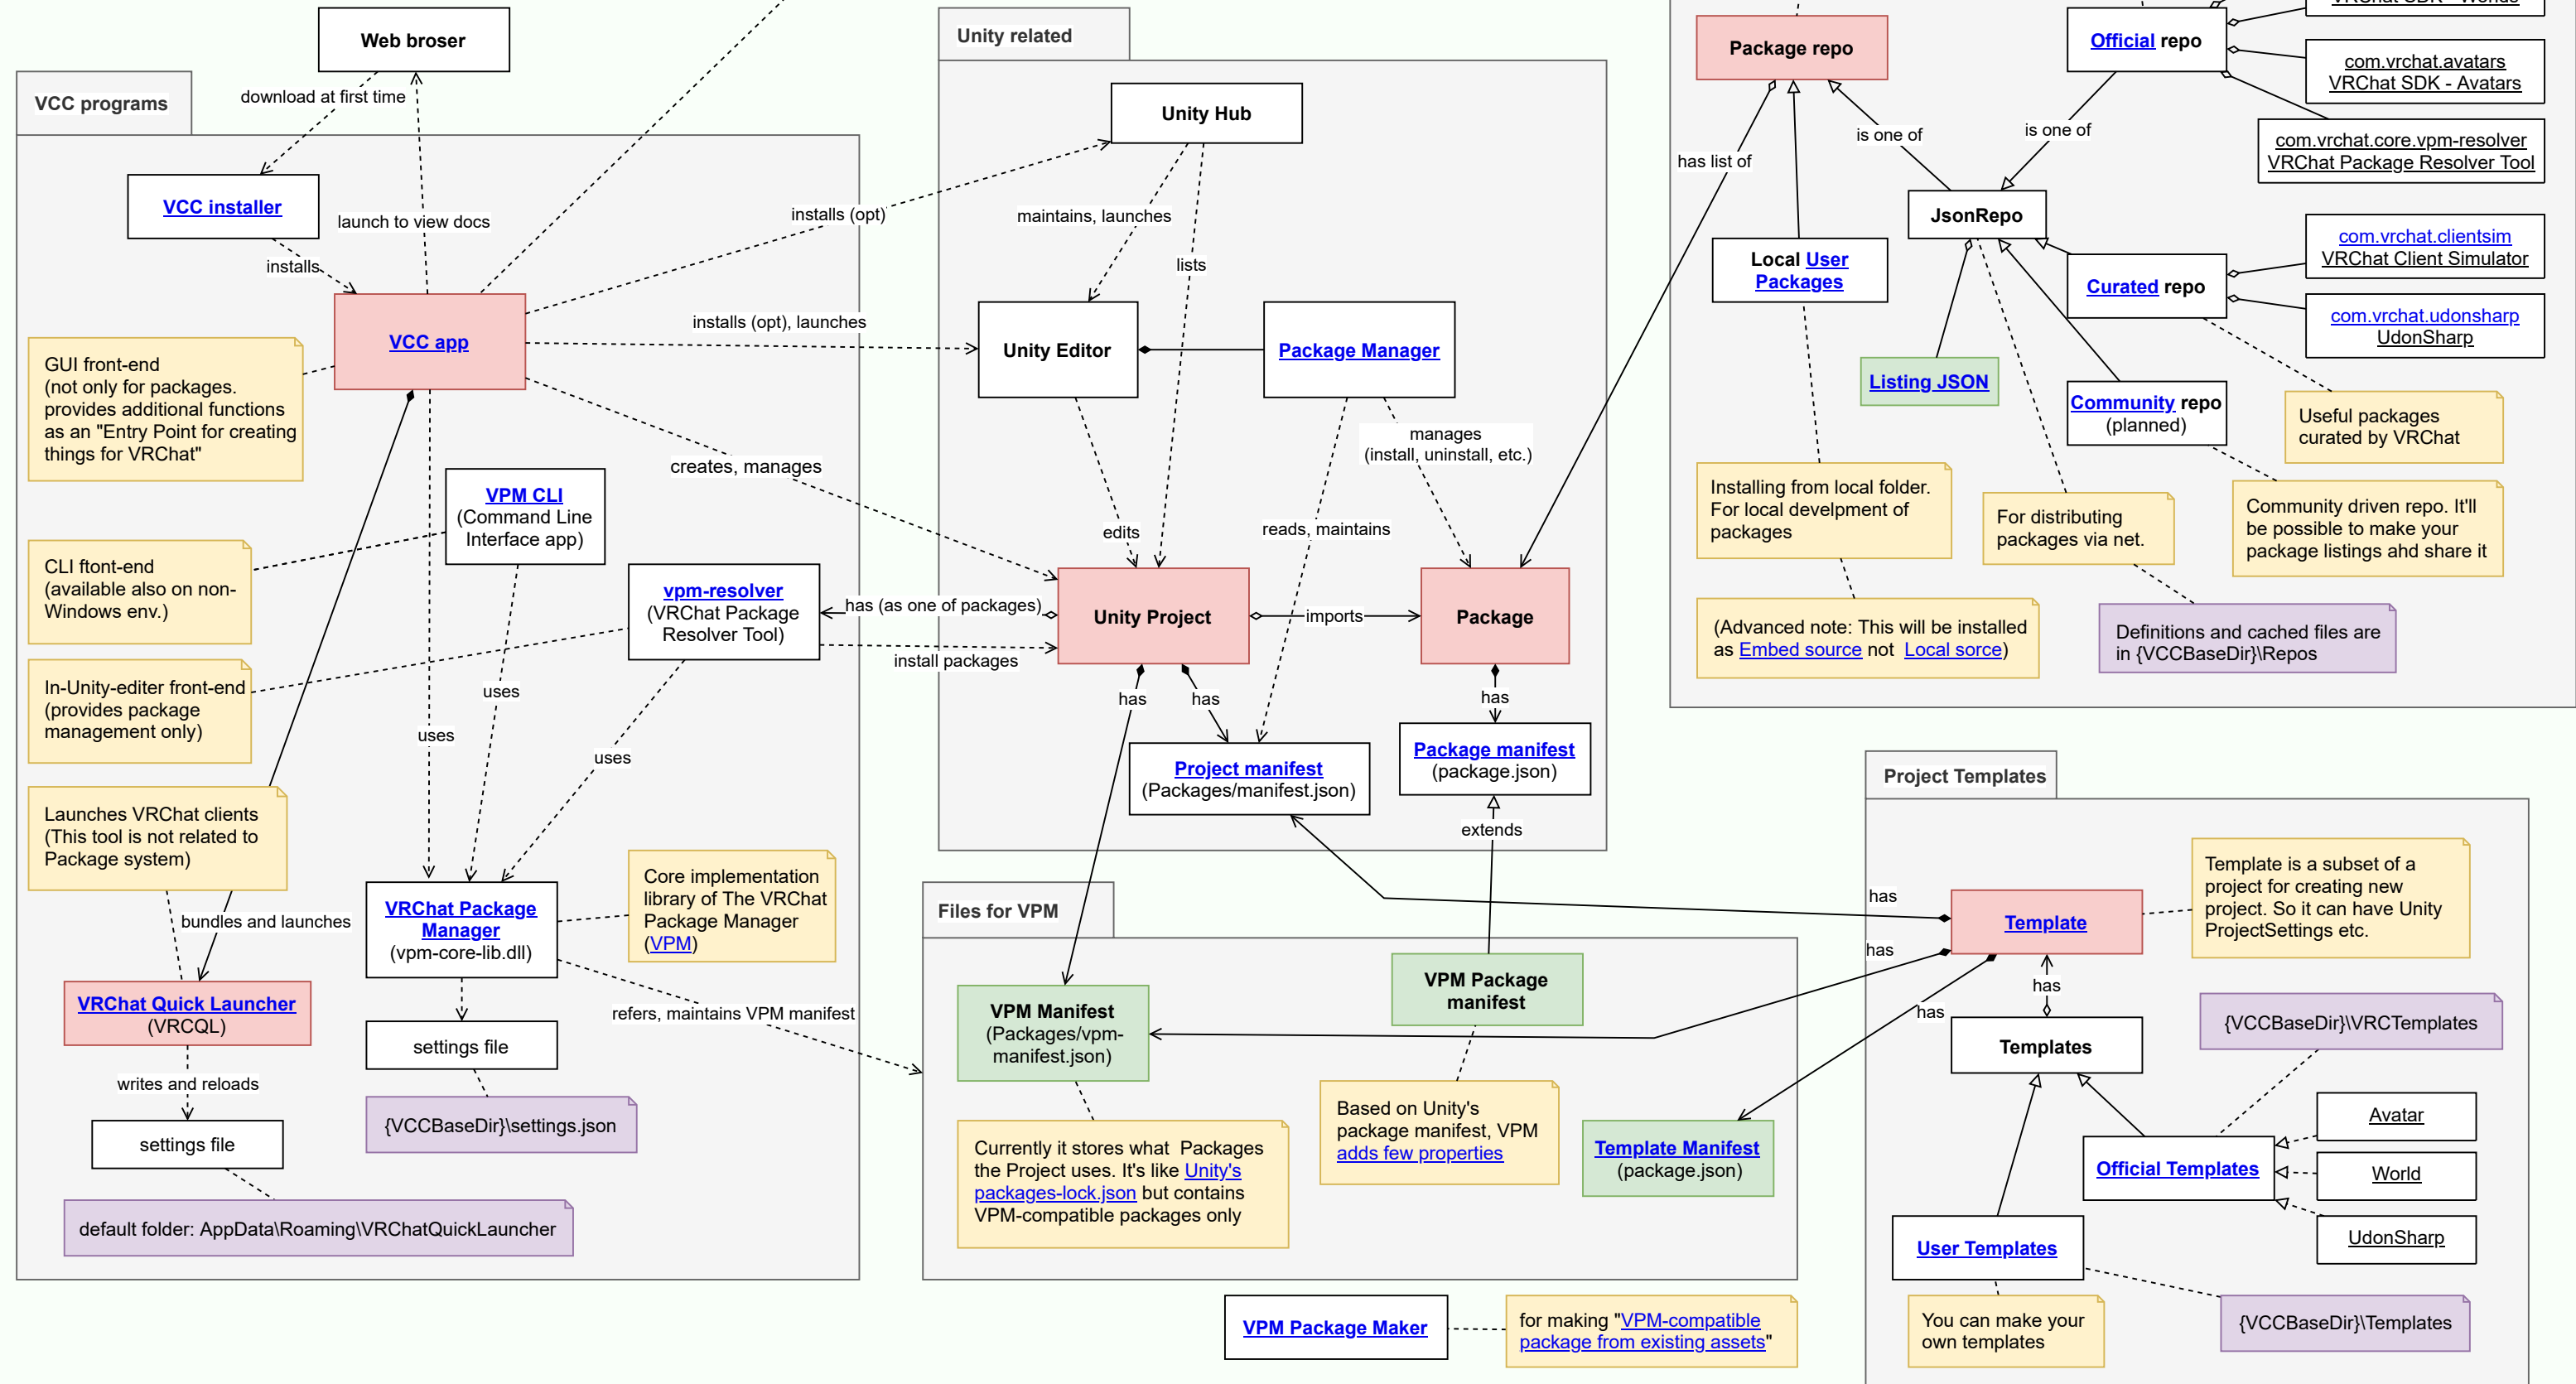 Web broser
VCC programs
download at first time
VCC installer
launch to view docs
installs
VCC app
GUI front-end
(not only for packages.
provides additional functions
as an "Entry Point for creating
things for VRChat"
VPM CLI
(Command Line
Interface app)
CLI ftont-end
(available also on non-
Windows env.)
vpm-resolver
(VRChat Package
Resolver Tool)
In-Unity-editer front-end
(provides package
management only)
uses
uses
uses
Launches VRChat clients
(This tool is not related to
Package system)
bundles and launches
VRChat Package
Manager
(vpm-core-lib.dll)
Core implementation
library of The VRChat
Package Manager
(VPM)
VRChat Quick Launcher
(VRCQL)
refers, maintains VPM manifest
settings file
writes and reloads
{VCCBaseDir}\settings.json
settings file
default folder: AppData\Roaming\VRChatQuickLauncher
Unity related
Unity Hub
installs (opt)
maintains, launches
lists
installs (opt), launches
Unity Editor
Package Manager
creates, manages
manages
(install, uninstall, etc.)
edits
reads, maintains
has (as one of packages)
Unity Project
imports
Package
install packages
has
has
has
Project manifest
(Packages/manifest.json)
Package manifest
(package.json)
extends
Files for VPM
VPM Manifest
(Packages/vpm-
manifest.json)
VPM Package
manifest
Currently it stores what  Packages
the Project uses. It's like Unity's
packages-lock.json but contains
VPM-compatible packages only
Based on Unity's
package manifest, VPM
adds few properties
Template Manifest
(package.json)
VPM Package Maker
for making "VPM-compatible
package from existing assets"
Package repo
Official repo
VRChat SDK - Worlds
com.vrchat.avatars
VRChat SDK - Avatars
is one of
is one of
com.vrchat.core.vpm-resolver
VRChat Package Resolver Tool
has list of
JsonRepo
Local User
Packages
com.vrchat.clientsim
VRChat Client Simulator
Curated repo
com.vrchat.udonsharp
UdonSharp
Listing JSON
Community repo
(planned)
Useful packages
curated by VRChat
Installing from local folder.
For local develpment of
packages
For distributing
packages via net.
Community driven repo. It'll
be possible to make your
package listings ahd share it
(Advanced note: This will be installed
as Embed source not  Local sorce)
Definitions and cached files are
in {VCCBaseDir}\Repos
Project Templates
has
Template
Template is a subset of a
project for creating new
project. So it can have Unity
ProjectSettings etc.
has
has
has
Templates
{VCCBaseDir}\VRCTemplates
Avatar
Official Templates
World
UdonSharp
User Templates
You can make your
own templates
{VCCBaseDir}\Templates